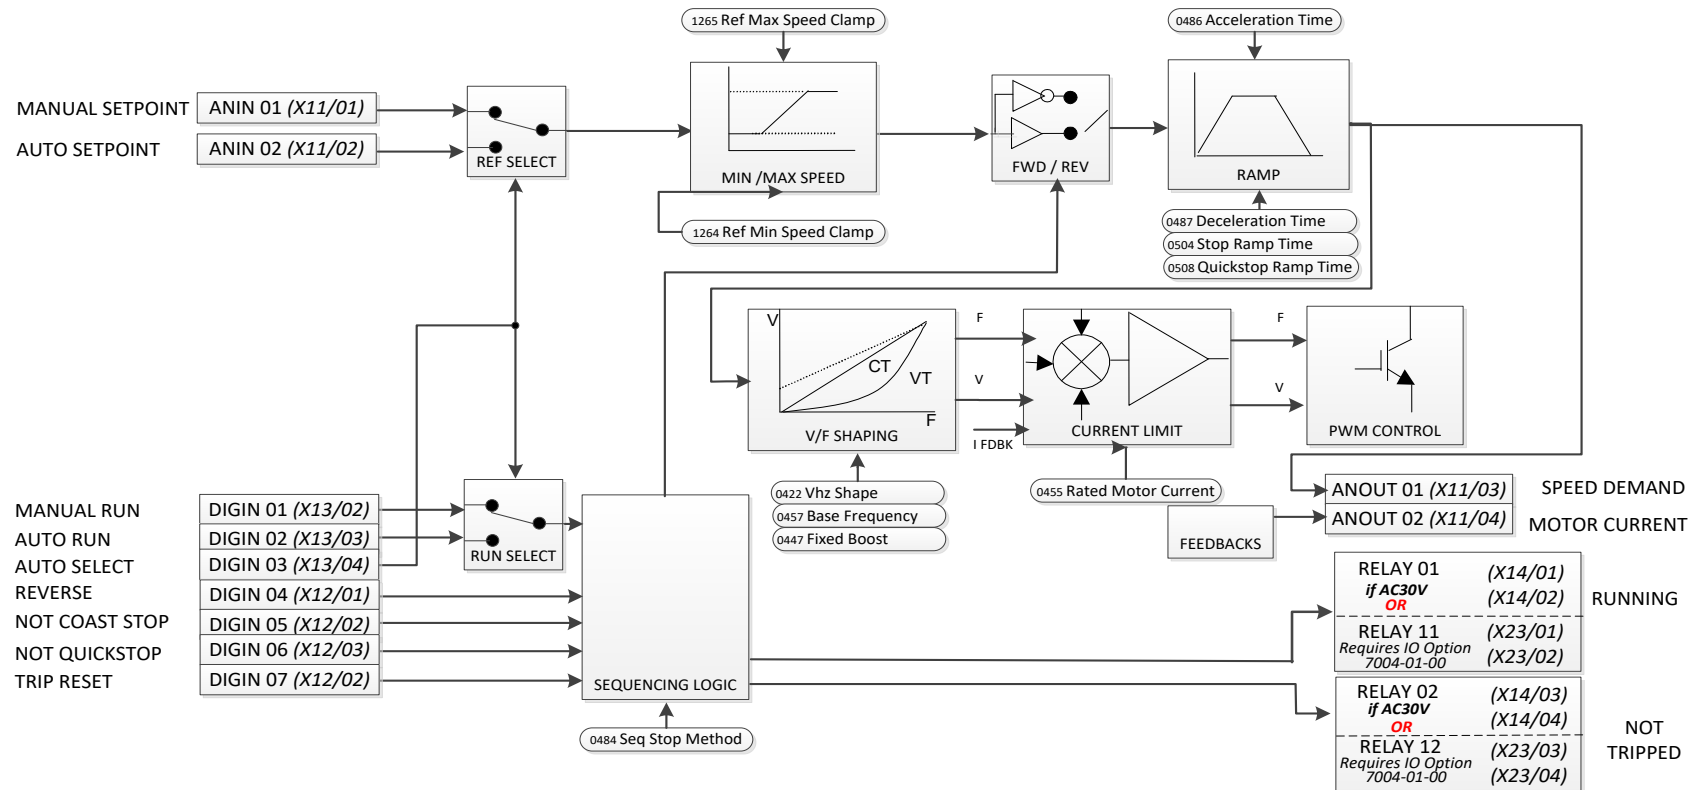 1265 Ref Max Speed Clamp
0486 Acceleration Time
MANUAL SETPOINT
ANIN 01 (X11/01)
AUTO SETPOINT
ANIN 02 (X11/02)
REF SELECT
MIN /MAX SPEED
FWD / REV
RAMP
1264 Ref Min Speed Clamp
0487 Deceleration Time
0504 Stop Ramp Time
0508 Quickstop Ramp Time
V
CT
VT
F
V/F SHAPING
F
V
I FDBK
CURRENT LIMIT
F
V
PWM CONTROL
0422 Vhz Shape
0457 Base Frequency
0447 Fixed Boost
0455 Rated Motor Current
FEEDBACKS
ANOUT 01 (X11/03)
SPEED DEMAND
ANOUT 02 (X11/04)
MOTOR CURRENT
MANUAL RUN
DIGIN 01 (X13/02)
AUTO RUN
DIGIN 02 (X13/03)
AUTO SELECT
DIGIN 03 (X13/04)
REVERSE
DIGIN 04 (X12/01)
NOT COAST STOP
DIGIN 05 (X12/02)
NOT QUICKSTOP
DIGIN 06 (X12/03)
TRIP RESET
DIGIN 07 (X12/02)
RUN SELECT
SEQUENCING LOGIC
0484 Seq Stop Method
RELAY 01 (X14/01)
if AC30V (X14/02)
OR
RUNNING
RELAY 11 (X23/01)
Requires IO Option (X23/02)
7004-01-00
RELAY 02 (X14/03)
if AC30V (X14/04)
OR
NOT
TRIPPED
RELAY 12 (X23/03)
Requires IO Option
7004-01-00 (X23/04)